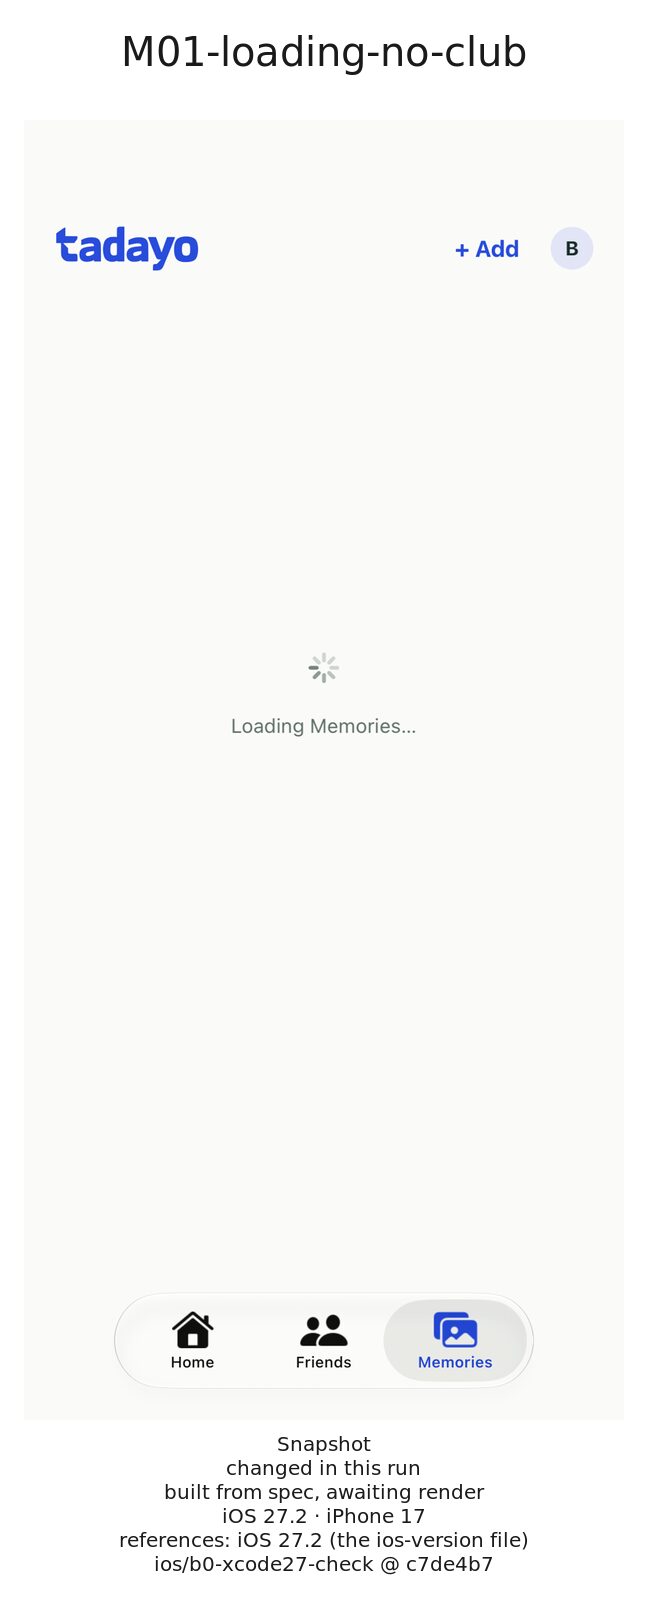 M01-loading-no-club
tadayo
+ Add
B
Loading Memories...
Home
Friends
Memories
Snapshot
changed in this run
built from spec, awaiting render
iOS 27.2 · iPhone 17
references: iOS 27.2 (the ios-version file)
ios/b0-xcode27-check @ c7de4b7